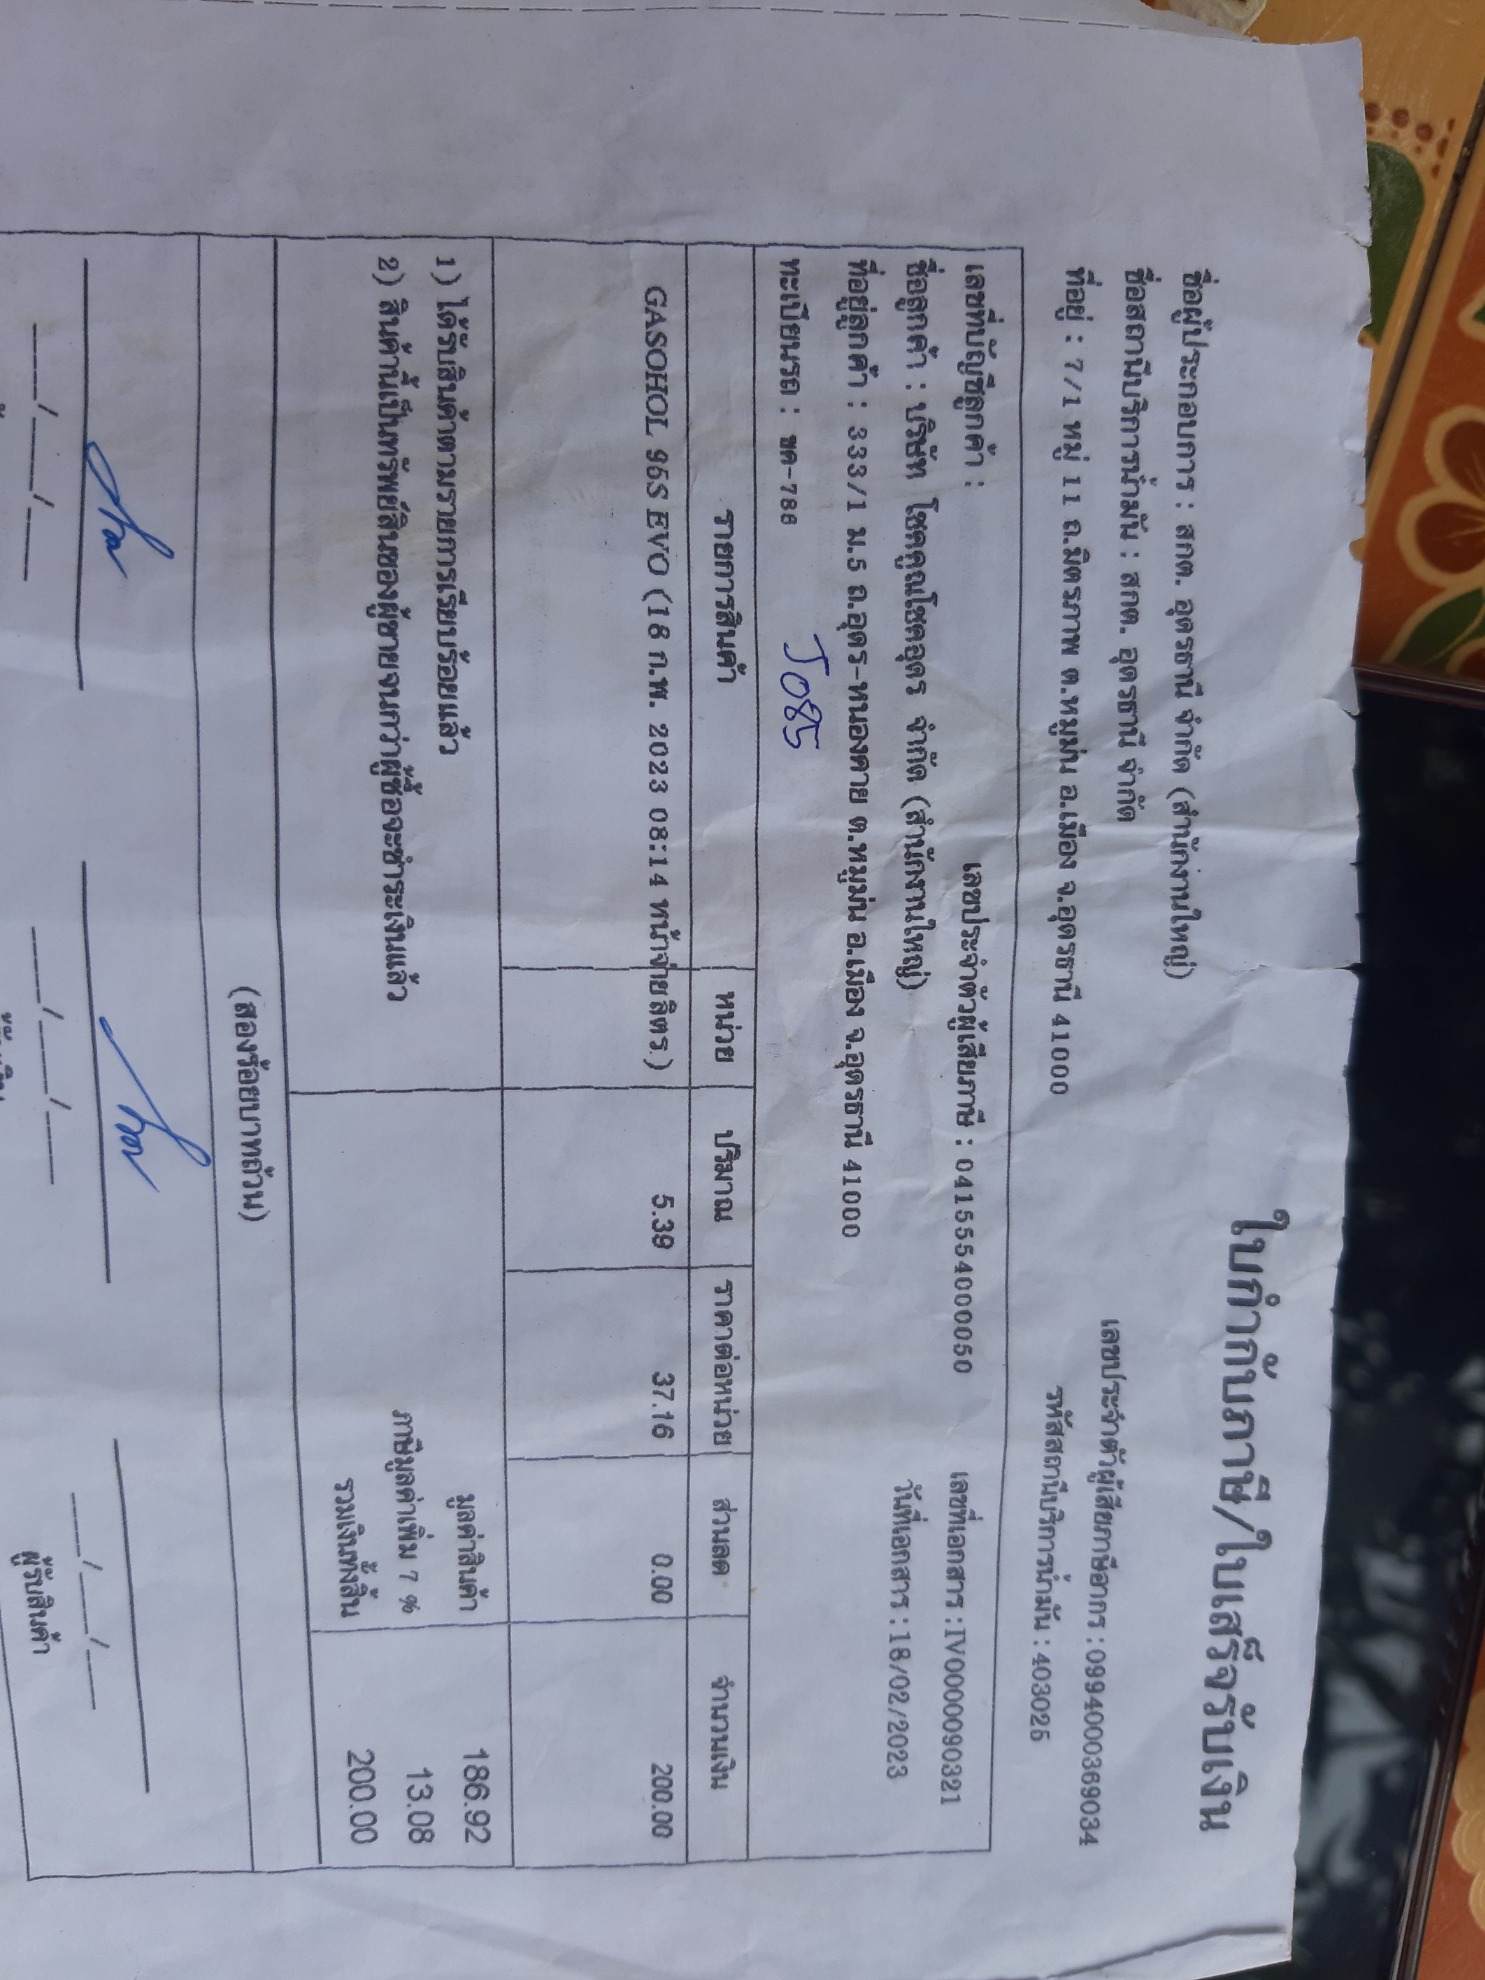 ใบกำกับภาษี/ใบเสร็จรับเงิน
ชื่อผู้ประกอบการ : สกต. อุดรธานี จำกัด (สำนักงานใหญ่)
เลขประจำตัวผู้เสียภาษีอากร : 0994000369034
ชื่อสถานีบริการน้ำมัน : สกต. อุดรธานี จำกัด
รหัสสถานีบริการน้ำมัน : 403025
ที่อยู่ : 7/1 หมู่ 11 ถ.มิตรภาพ ต.หมูม่น อ.เมือง จ.อุดรธานี 41000
เลขที่บัญชีลูกค้า : เลขประจำตัวผู้เสียภาษี : 0415554000050 เลขที่เอกสาร : IV0000090321
ชื่อลูกค้า : บริษัท โชคคูณโชคอุดร จำกัด (สำนักงานใหญ่) วันที่เอกสาร : 18/02/2023
ที่อยู่ลูกค้า : 333/1 ม.5 ถ.อุดร-หนองคาย ต.หมูม่น อ.เมือง จ.อุดรธานี 41000
ทะเบียนรถ : ขค-786 J085
รายการสินค้า หน่วย ปริมาณ ราคาต่อหน่วย ส่วนลด จำนวนเงิน
GASOHOL 95S EVO (18 ก.พ. 2023 08:14 หน้าจ่าย ลิตร ) 5.38 37.16 0.00 200.00
1) ได้รับสินค้าตามรายการเรียบร้อยแล้ว มูลค่าสินค้า 186.92
2) สินค้านี้เป็นทรัพย์สินของผู้ขายจนกว่าผู้ซื้อจะชำระเงินแล้ว ภาษีมูลค่าเพิ่ม 7 % 13.08
รวมเงินทั้งสิ้น 200.00
(สองร้อยบาทถ้วน)
___/___/___ ___/___/___ ___/___/___
ผู้รับสินค้า